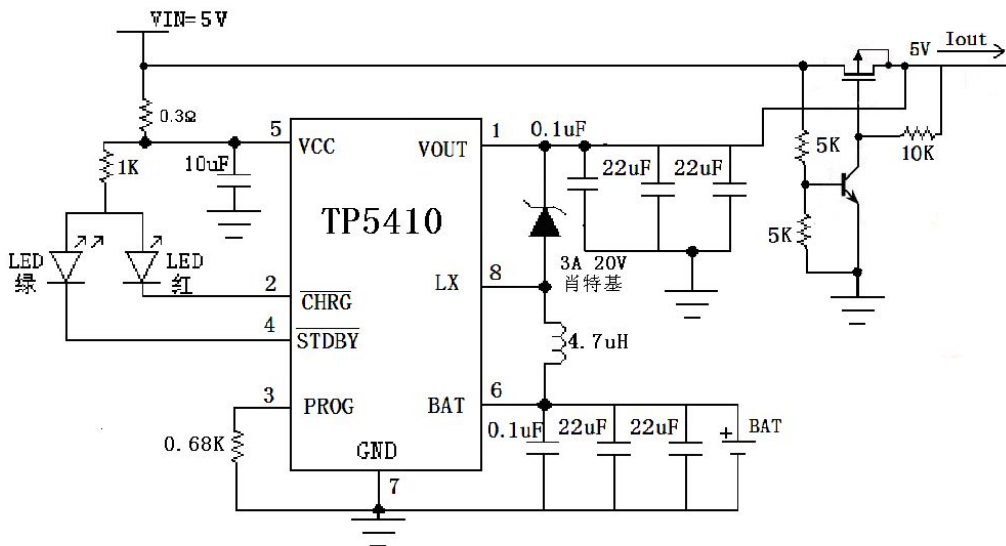 VIN=5V
5V
Iout
0.3Ω
5
VCC
1
VOUT
0.1uF
1K
10uF
22uF
22uF
5K
10K
TP5410
LED
绿
LED
红
5K
3A 20V
肖特基
8
LX
2
CHRG
4
STDBY
4.7uH
3
PROG
6
BAT
0.68K
0.1uF
22uF
22uF
+
BAT
GND
7